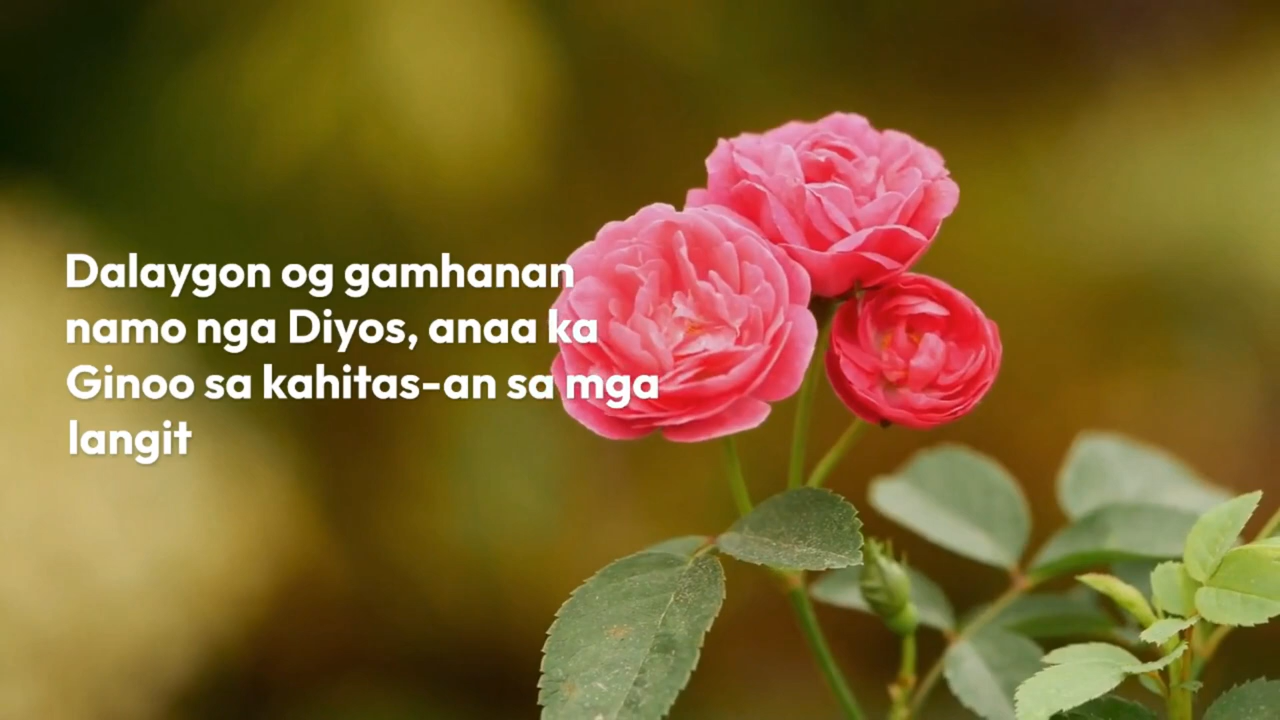 Dalaygon og gamhanan
namo nga Diyos, anaa ka
Ginoo sa kahitas-an sa mga
langit